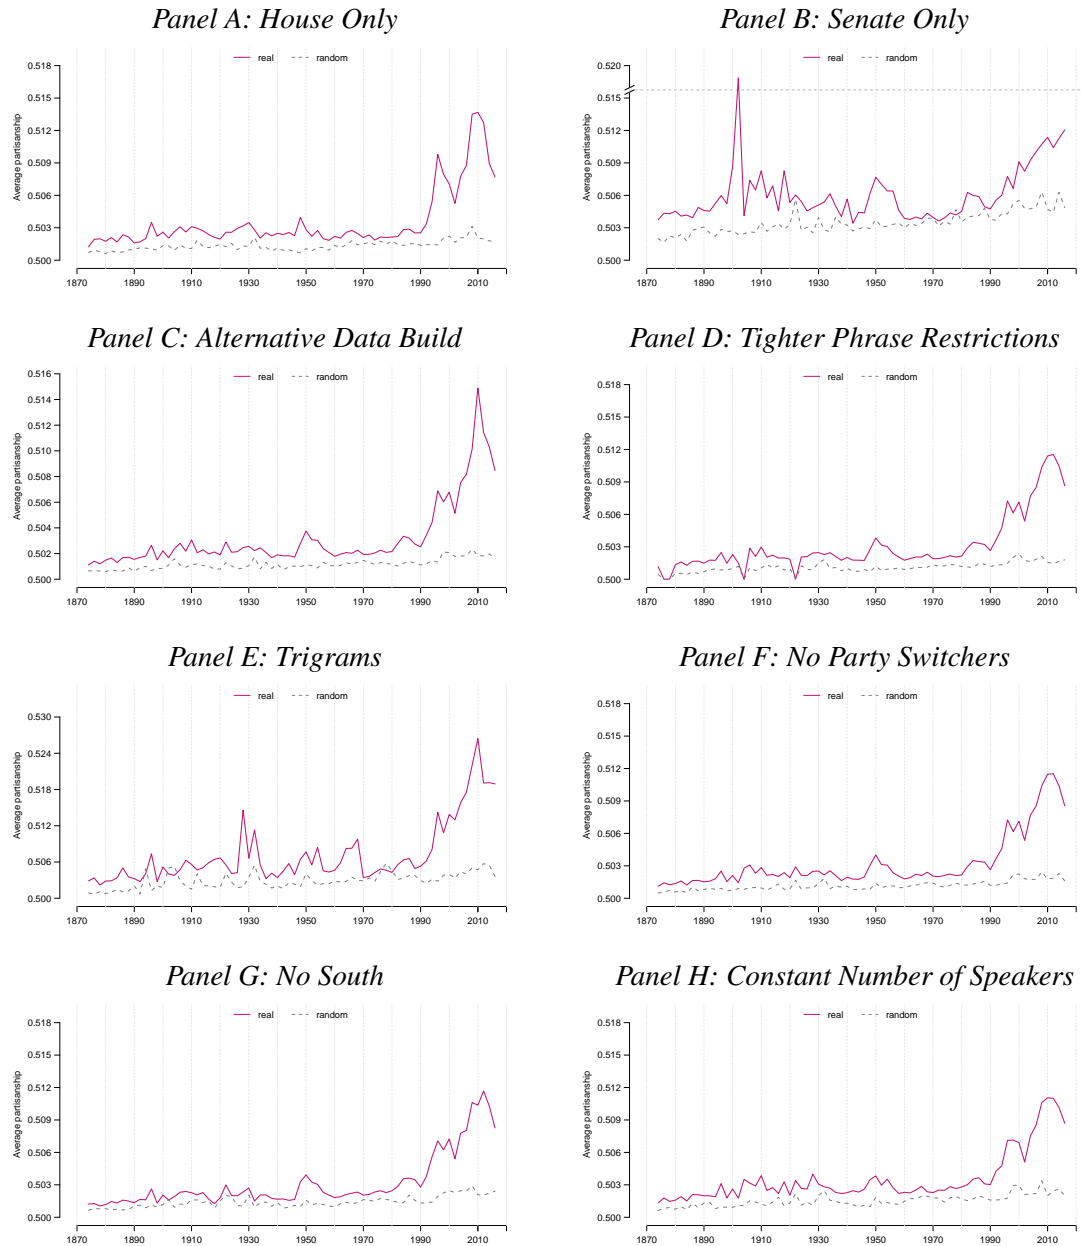 Panel A: House Only
real random
Average partisanship
0.518
0.515
0.512
0.509
0.506
0.503
0.500
1870 1890 1910 1930 1950 1970 1990 2010
Panel B: Senate Only
real random
Average partisanship
0.520
0.515
0.512
0.509
0.506
0.503
0.500
1870 1890 1910 1930 1950 1970 1990 2010
Panel C: Alternative Data Build
real random
Average partisanship
0.516
0.514
0.512
0.510
0.508
0.506
0.504
0.502
0.500
1870 1890 1910 1930 1950 1970 1990 2010
Panel D: Tighter Phrase Restrictions
real random
Average partisanship
0.518
0.515
0.512
0.509
0.506
0.503
0.500
1870 1890 1910 1930 1950 1970 1990 2010
Panel E: Trigrams
real random
Average partisanship
0.530
0.524
0.518
0.512
0.506
0.500
1870 1890 1910 1930 1950 1970 1990 2010
Panel F: No Party Switchers
real random
Average partisanship
0.518
0.515
0.512
0.509
0.506
0.503
0.500
1870 1890 1910 1930 1950 1970 1990 2010
Panel G: No South
real random
Average partisanship
0.518
0.515
0.512
0.509
0.506
0.503
0.500
1870 1890 1910 1930 1950 1970 1990 2010
Panel H: Constant Number of Speakers
real random
Average partisanship
0.518
0.515
0.512
0.509
0.506
0.503
0.500
1870 1890 1910 1930 1950 1970 1990 2010